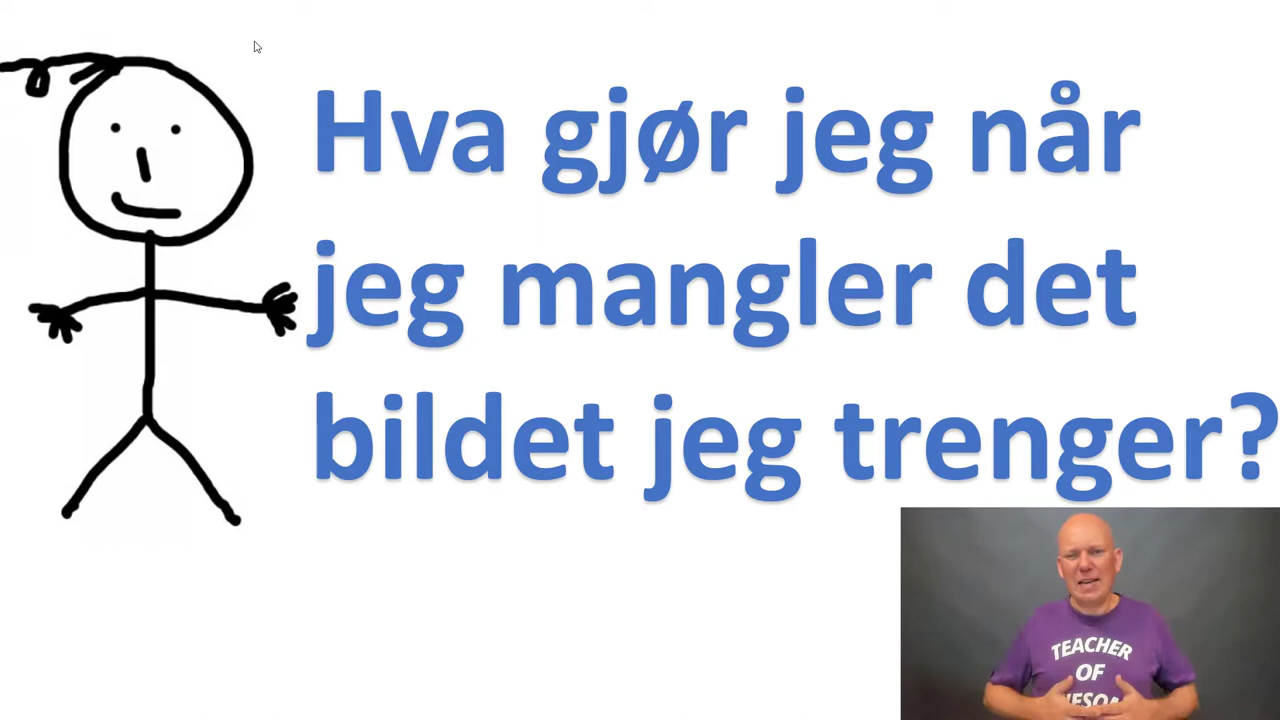 Hva gjør jeg når
jeg mangler det
bildet jeg trenger?
TEACHER
OF